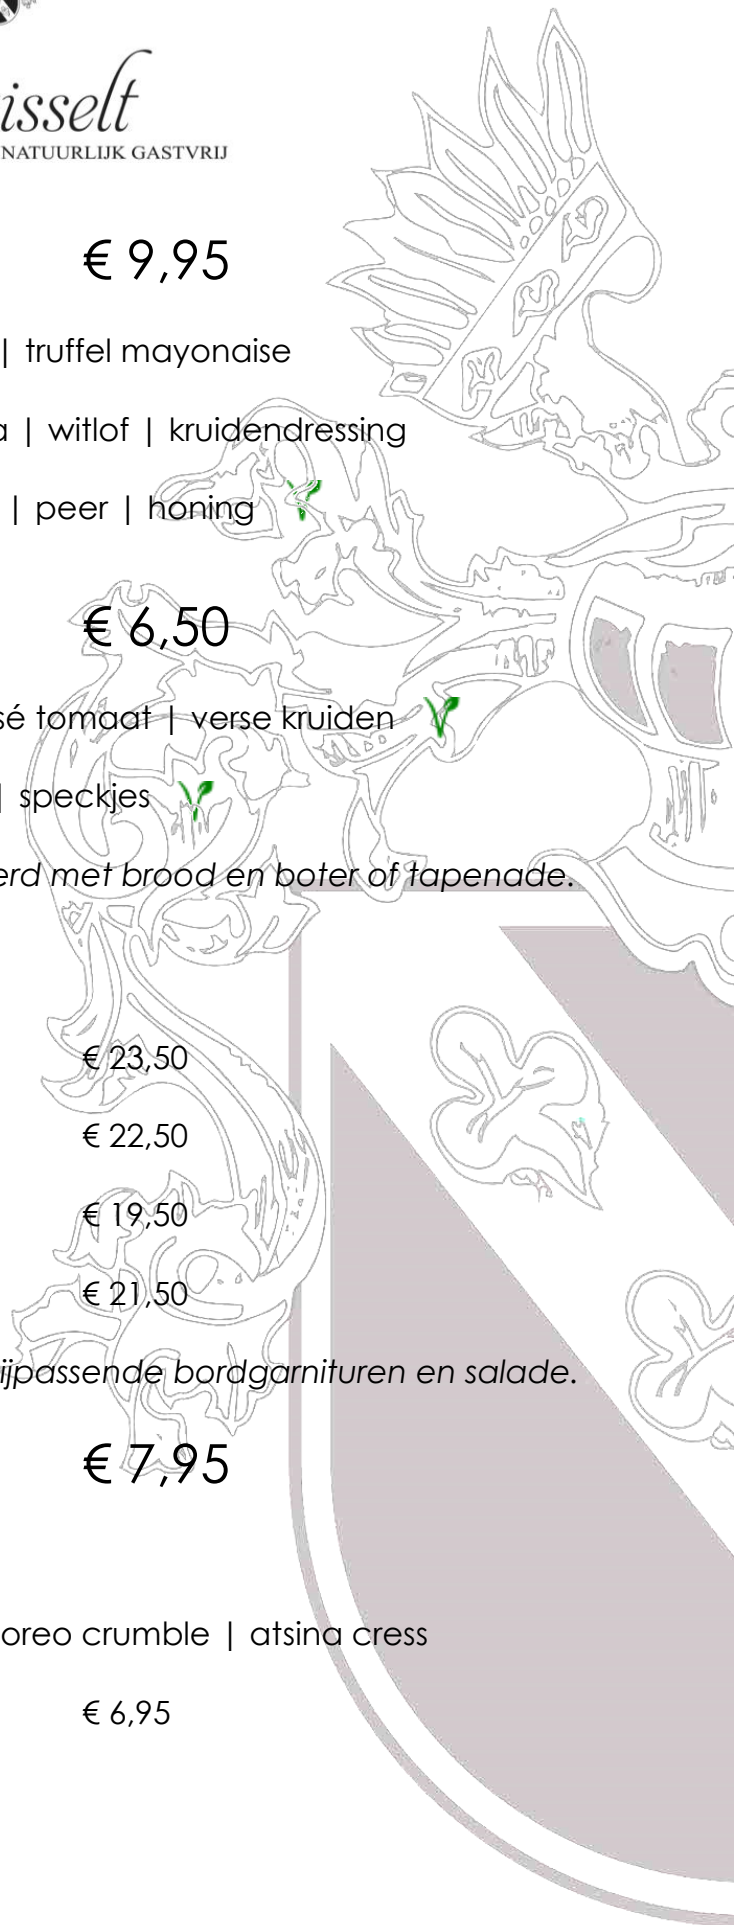 isselt
NATUURLIJK GASTVRIJ
€ 9,95
| truffel mayonaise
a | witlof | kruidendressing
| peer | honing
€ 6,50
sé tomaat | verse kruiden
| speckjes
erd met brood en boter of tapenade.
€ 23,50
€ 22,50
€ 19,50
€ 21,50
ijpassende bordgarnituren en salade.
€ 7,95
oreo crumble | atsina cress
€ 6,95